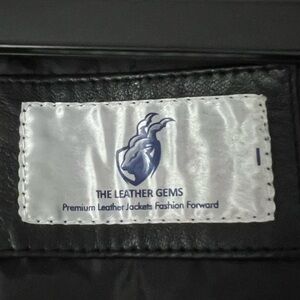 THE LEATHER GEMS
Premium Leather Jackets Fashion Forward